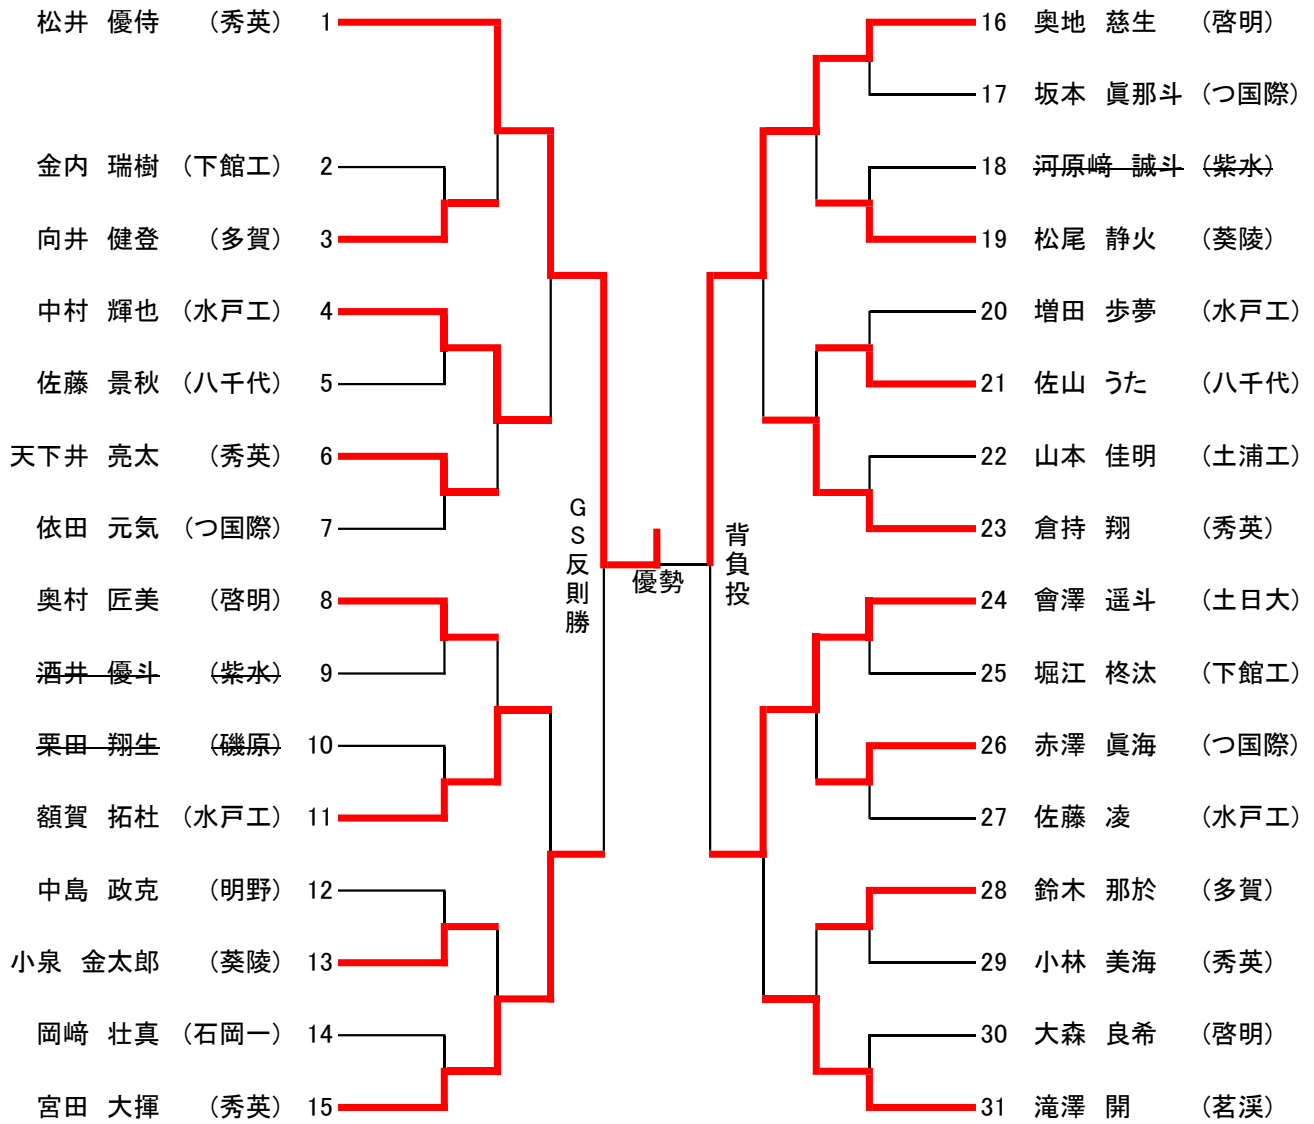 松井 優侍 (秀英) 1
金内 瑞樹 (下館工) 2
向井 健登 (多賀) 3
中村 輝也 (水戸工) 4
佐藤 景秋 (八千代) 5
天下井 亮太 (秀英) 6
依田 元気 (つ国際) 7
奥村 匠美 (啓明) 8
酒井 優斗 (紫水) 9
栗田 翔生 (磯原) 10
額賀 拓杜 (水戸工) 11
中島 政克 (明野) 12
小泉 金太郎 (葵陵) 13
岡﨑 壮真 (石岡一) 14
宮田 大揮 (秀英) 15
GS反則勝
優勢
背負投
16 奥地 慈生 (啓明)
17 坂本 眞那斗 (つ国際)
18 河原﨑 誠斗 (紫水)
19 松尾 静火 (葵陵)
20 増田 歩夢 (水戸工)
21 佐山 うた (八千代)
22 山本 佳明 (土浦工)
23 倉持 翔 (秀英)
24 會澤 遥斗 (土日大)
25 堀江 柊汰 (下館工)
26 赤澤 眞海 (つ国際)
27 佐藤 凌 (水戸工)
28 鈴木 那於 (多賀)
29 小林 美海 (秀英)
30 大森 良希 (啓明)
31 滝澤 開 (茗渓)